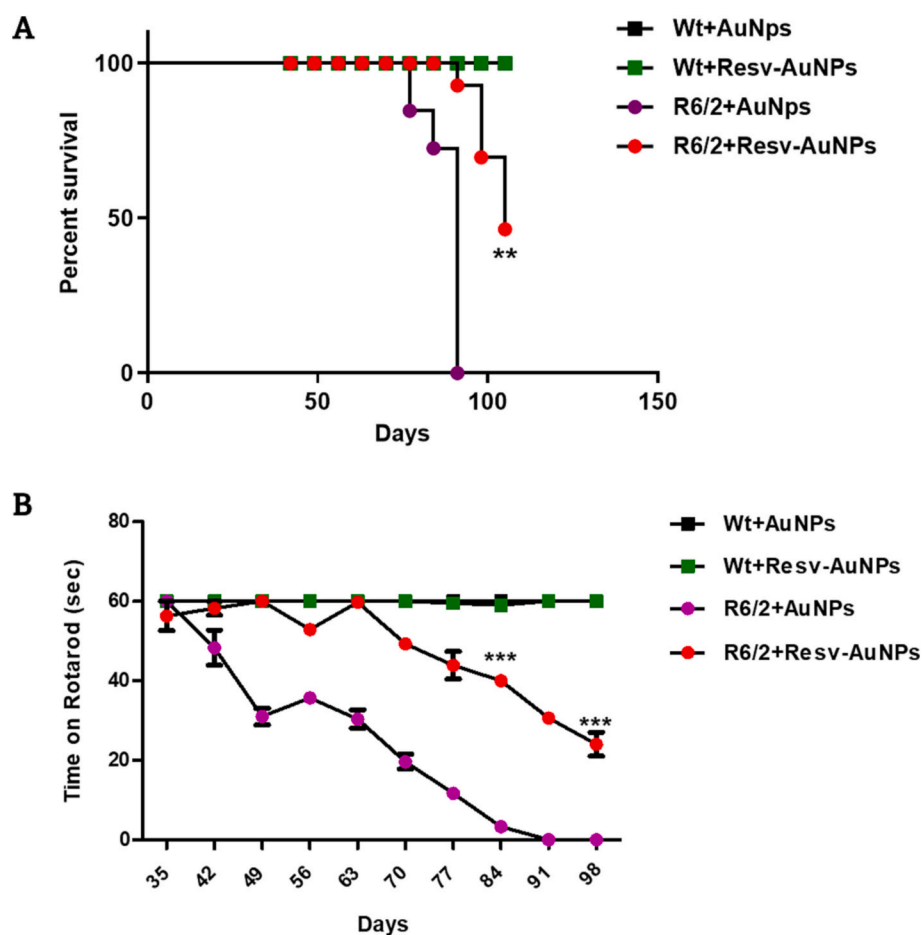 A
Wt+AuNps
Wt+Resv-AuNPs
R6/2+AuNps
R6/2+Resv-AuNPs
Percent survival
100
50
0
**
0
50
100
150
Days
B
Wt+AuNPs
Wt+Resv-AuNPs
R6/2+AuNPs
R6/2+Resv-AuNPs
Time on Rotarod (sec)
80
60
40
20
0
***
***
35
42
49
56
63
70
77
84
91
98
Days